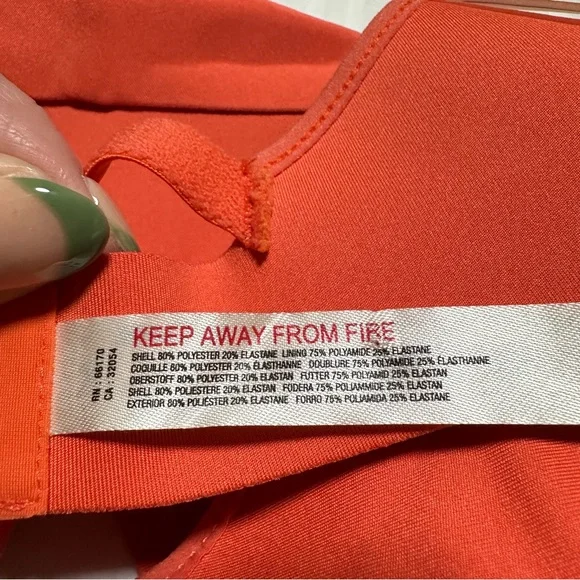 KEEP AWAY FROM FIRE
SHELL 80% POLYESTER 20% ELASTANE LINING 75% POLYAMIDE 25% ELASTANE
COQUILLE 80% POLYESTER 20% ÉLASTHANNE DOUBLURE 75% POLYAMIDE 25% ÉLASTHANNE
OBERSTOFF 80% POLYESTER 20% ELASTAN FUTTER 75% POLYAMID 25% ELASTAN
SHELL 80% POLIESTERE 20% ELASTAN FODERA 75% POLIAMMIDE 25% ELASTAN
EXTERIOR 80% POLIÉSTER 20% ELASTANE FORRO 75% POLIAMIDA 25% ELASTANE
RN : 66170
CA : 32054